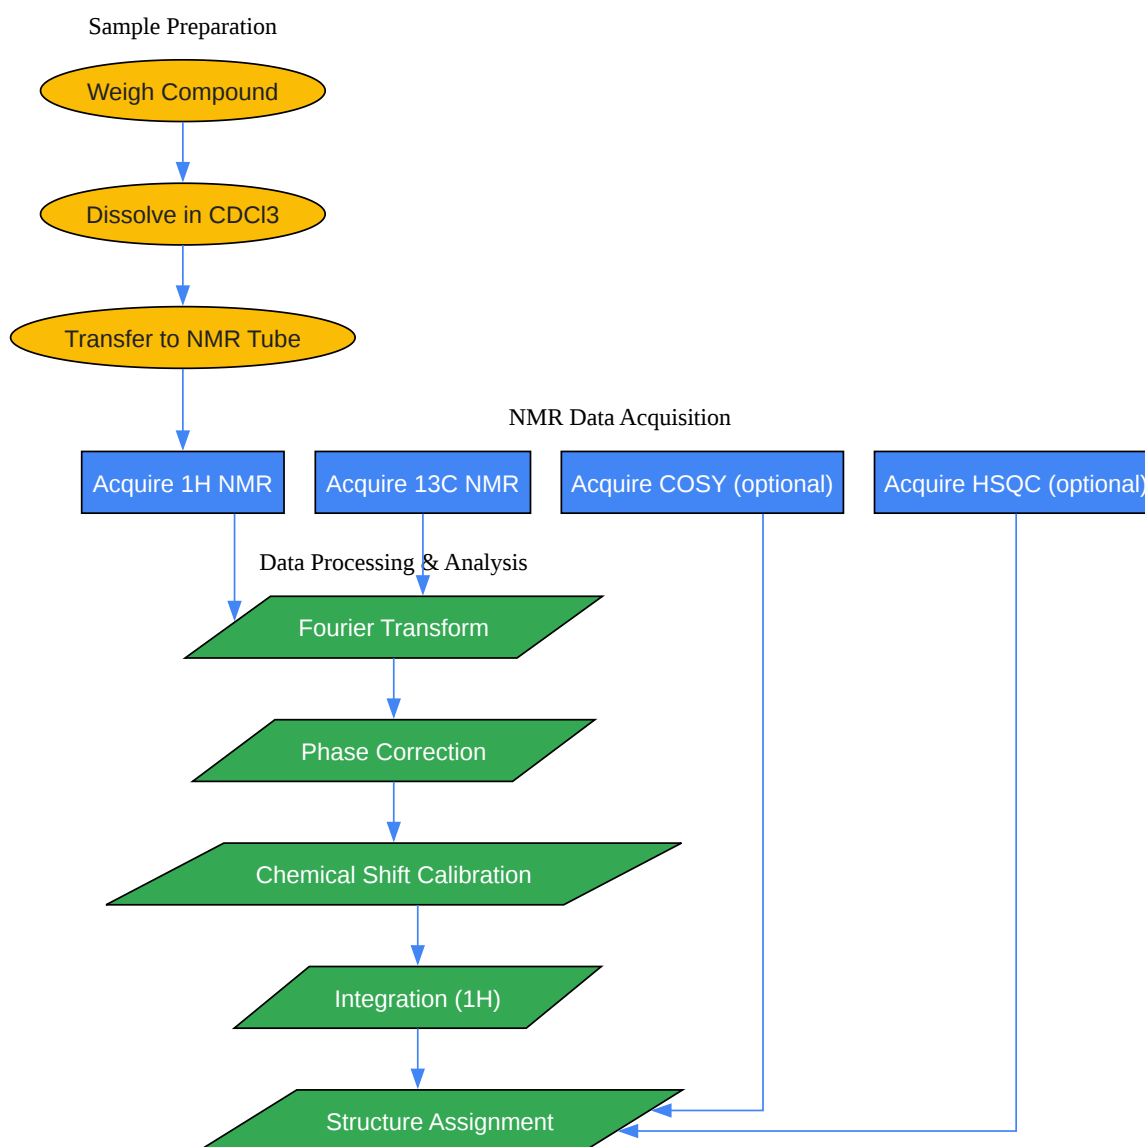 Sample Preparation
Weigh Compound
Dissolve in CDCl3
Transfer to NMR Tube
NMR Data Acquisition
Acquire 1H NMR
Acquire 13C NMR
Acquire COSY (optional)
Acquire HSQC (optional)
Data Processing & Analysis
Fourier Transform
Phase Correction
Chemical Shift Calibration
Integration (1H)
Structure Assignment